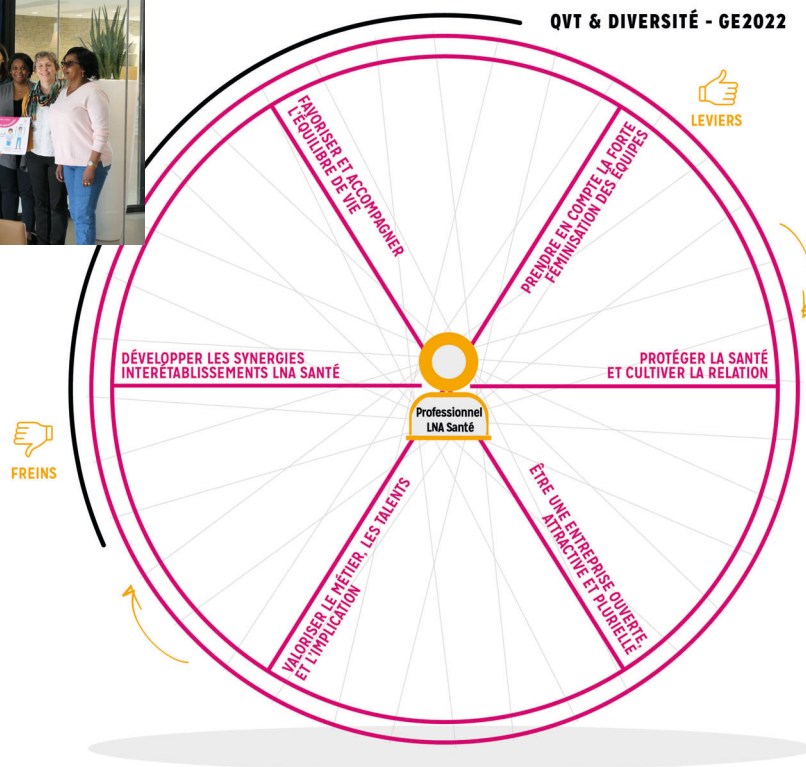 QVT & DIVERSITÉ - GE2022
LEVIERS
FAVORISER ET ACCOMPAGNER
L'ÉQUILIBRE DE VIE
PRENDRE EN COMPTE LA FORTE
FÉMINISATION DES ÉQUIPES
DÉVELOPPER LES SYNERGIES
INTERÉTABLISSEMENTS LNA SANTÉ
PROTÉGER LA SANTÉ
ET CULTIVER LA RELATION
Professionnel
LNA Santé
FREINS
VALORISER LE MÉTIER, LES TALENTS
ET L'IMPLICATION
ÊTRE UNE ENTREPRISE OUVERTE,
ATTRACTIVE ET PLURIELLE